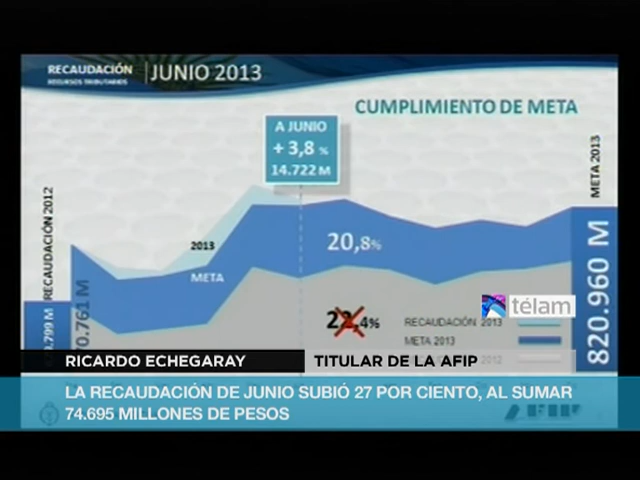 RECAUDACIÓN
RECURSOS TRIBUTARIOS
JUNIO 2013
CUMPLIMIENTO DE META
A JUNIO
+ 3,8 %
14.722 M
META 2013
RECAUDACIÓN 2012
2013
META
20,8%
820.960 M
.799 M
0.761 M
télam
RECAUDACIÓN 2013
META 2013
RICARDO ECHEGARAY
TITULAR DE LA AFIP
LA RECAUDACIÓN DE JUNIO SUBIÓ 27 POR CIENTO, AL SUMAR
74.695 MILLONES DE PESOS
AFIP